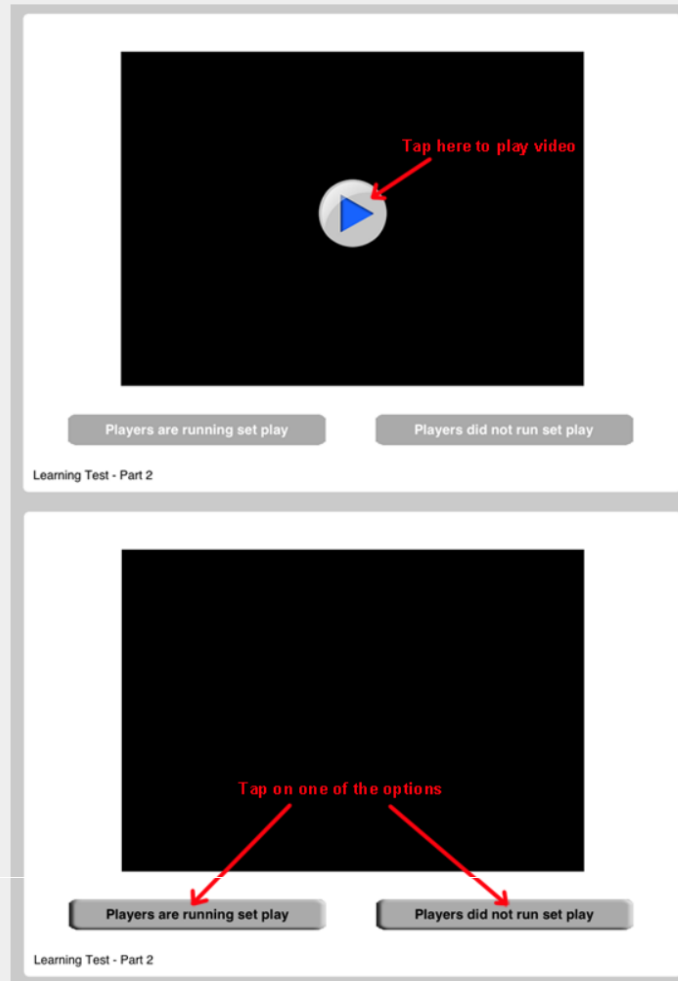 Tap here to play video
Players are running set play
Players did not run set play
Learning Test - Part 2
Tap on one of the options
Players are running set play
Players did not run set play
Learning Test - Part 2